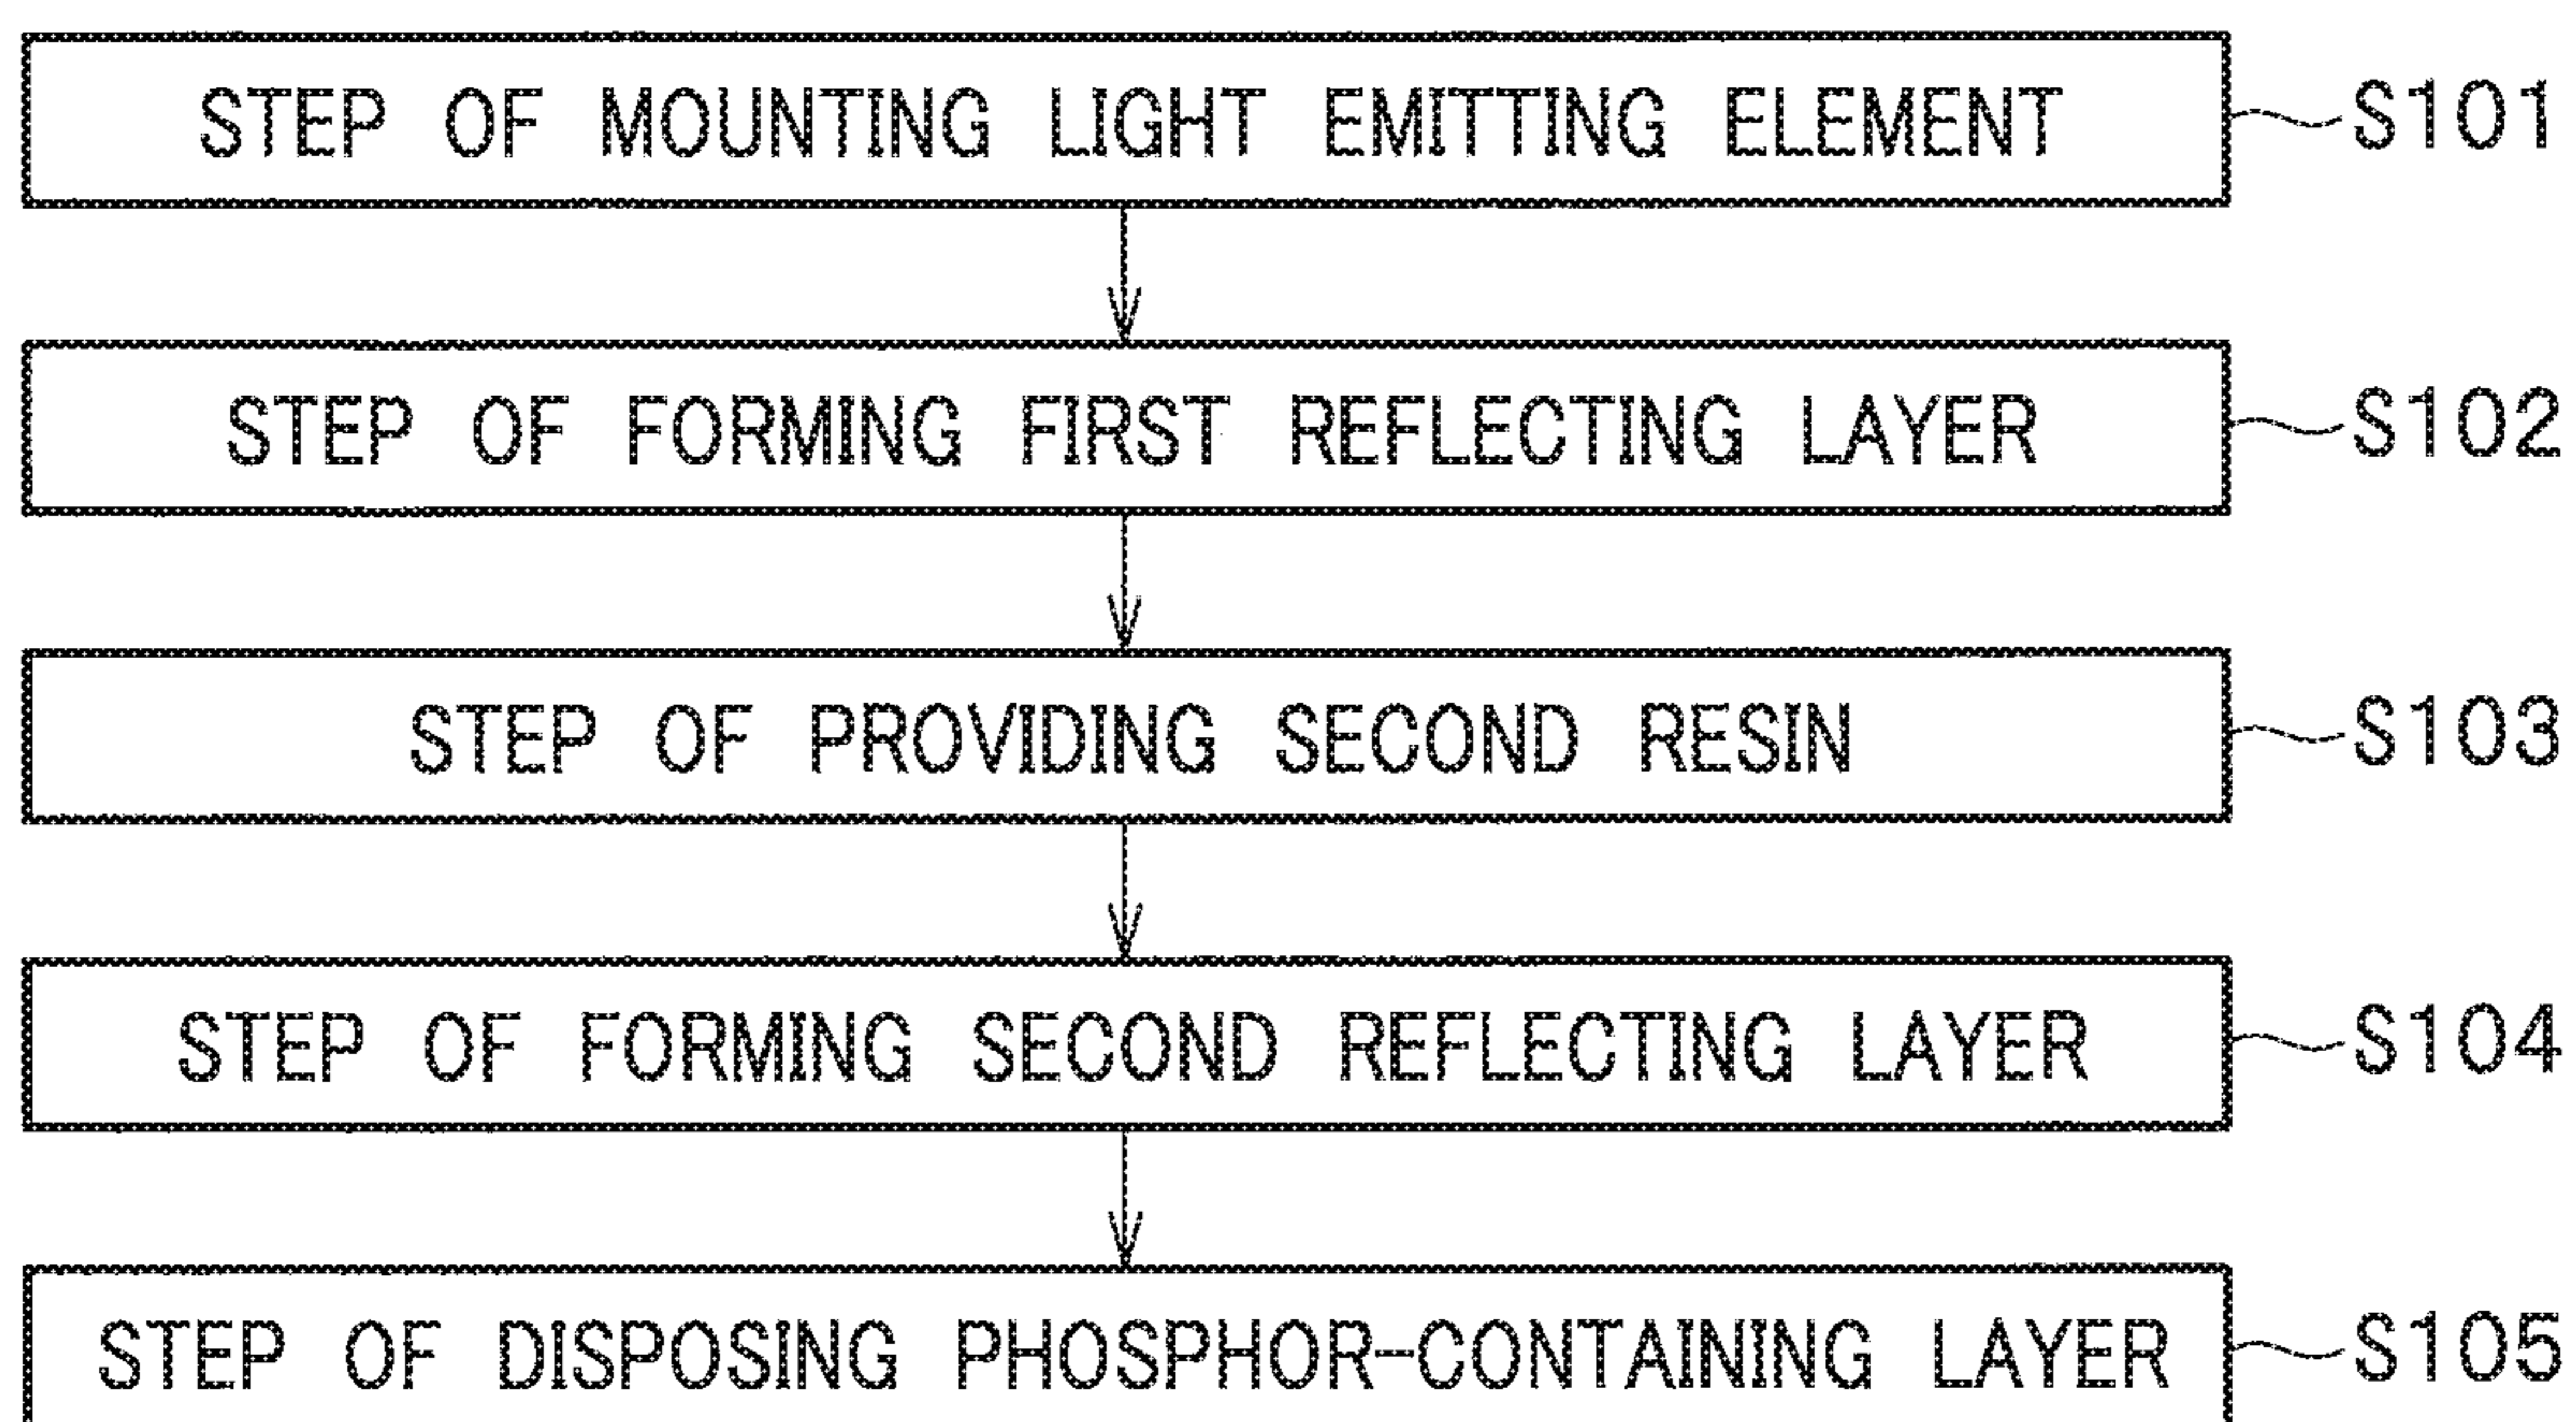 STEP OF MOUNTING LIGHT EMITTING ELEMENT S101
STEP OF FORMING FIRST REFLECTING LAYER S102
STEP OF PROVIDING SECOND RESIN S103
STEP OF FORMING SECOND REFLECTING LAYER S104
STEP OF DISPOSING PHOSPHOR-CONTAINING LAYER S105